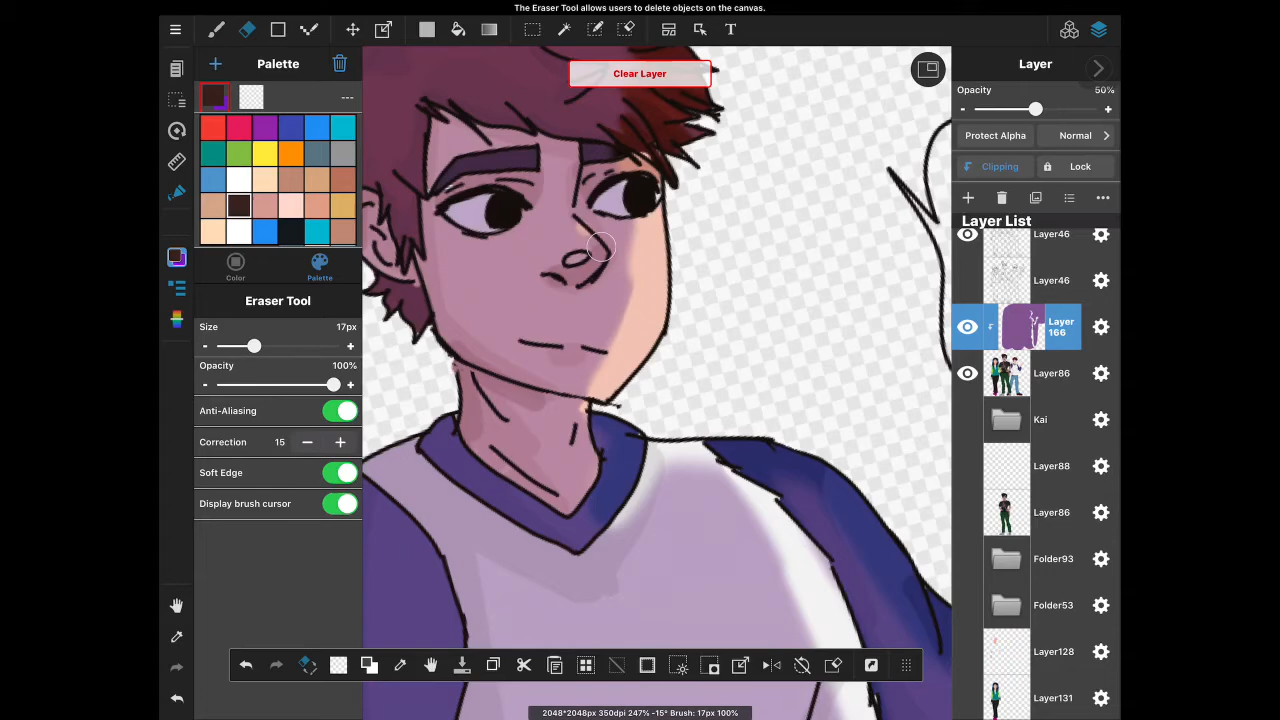 The Eraser Tool allows users to delete objects on the canvas.
T
Palette
Clear Layer
Layer
Opacity 50%
- +
Protect Alpha Normal
Clipping Lock
Layer List
Layer46
Layer46
Layer 166
Layer86
Kai
Layer88
Layer86
Folder93
Folder53
Layer128
Layer131
Color Palette
Eraser Tool
Size 17px
- +
Opacity 100%
- +
Anti-Aliasing
Correction 15
Soft Edge
Display brush cursor
2048*2048px 350dpi 247% -15° Brush: 17px 100%